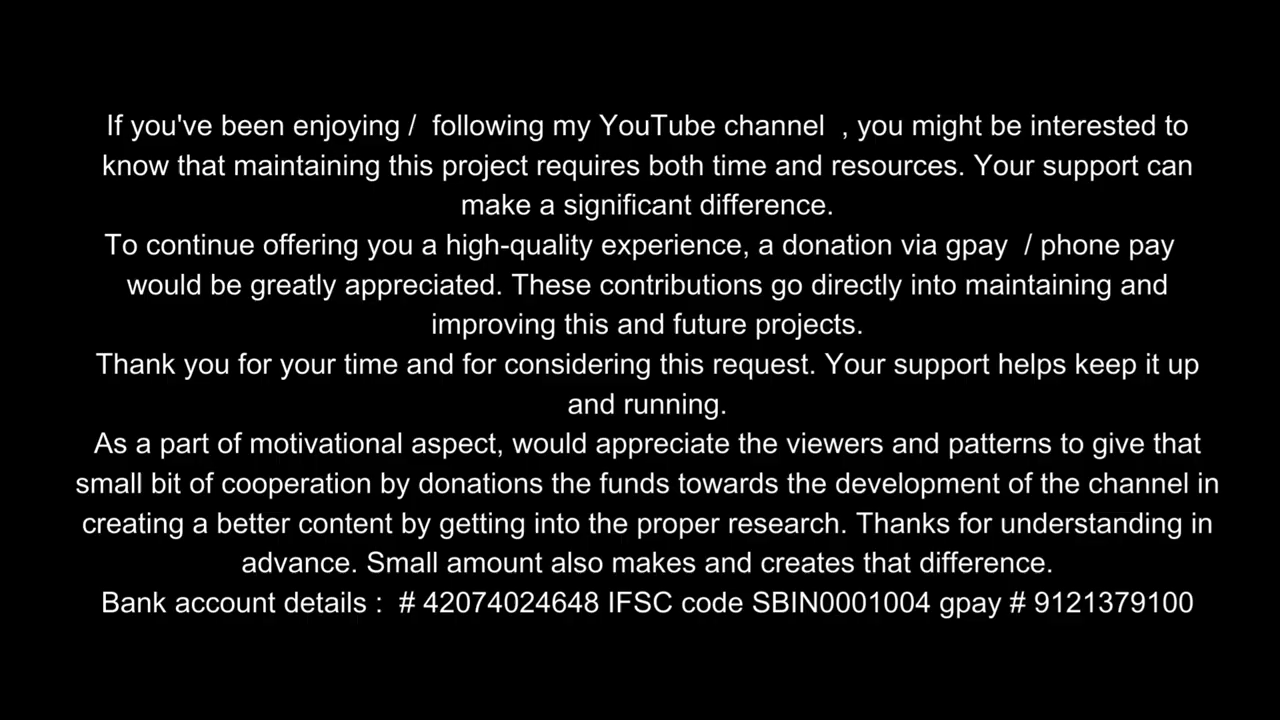 If you've been enjoying /  following my YouTube channel  , you might be interested to
know that maintaining this project requires both time and resources. Your support can
make a significant difference.
To continue offering you a high-quality experience, a donation via gpay  / phone pay
would be greatly appreciated. These contributions go directly into maintaining and
improving this and future projects.
Thank you for your time and for considering this request. Your support helps keep it up
and running.
As a part of motivational aspect, would appreciate the viewers and patterns to give that
small bit of cooperation by donations the funds towards the development of the channel in
creating a better content by getting into the proper research. Thanks for understanding in
advance. Small amount also makes and creates that difference.
Bank account details :  # 42074024648 IFSC code SBIN0001004 gpay # 9121379100